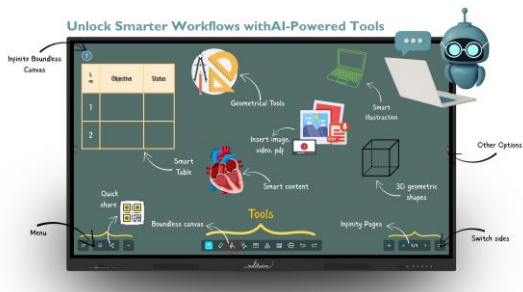 Unlock Smarter Workflows withAI-Powered Tools
Infinite Boundless
Canvas
Objective
Status
1
2
Geometrical Tools
Smart
illustraction
Insert image,
video, pdf
Smart
Table
Smart content
3D geometric
shapes
Other Options
Quick
share
Tools
Boundless canvas
Infinity Pages
Menu
Switch sides